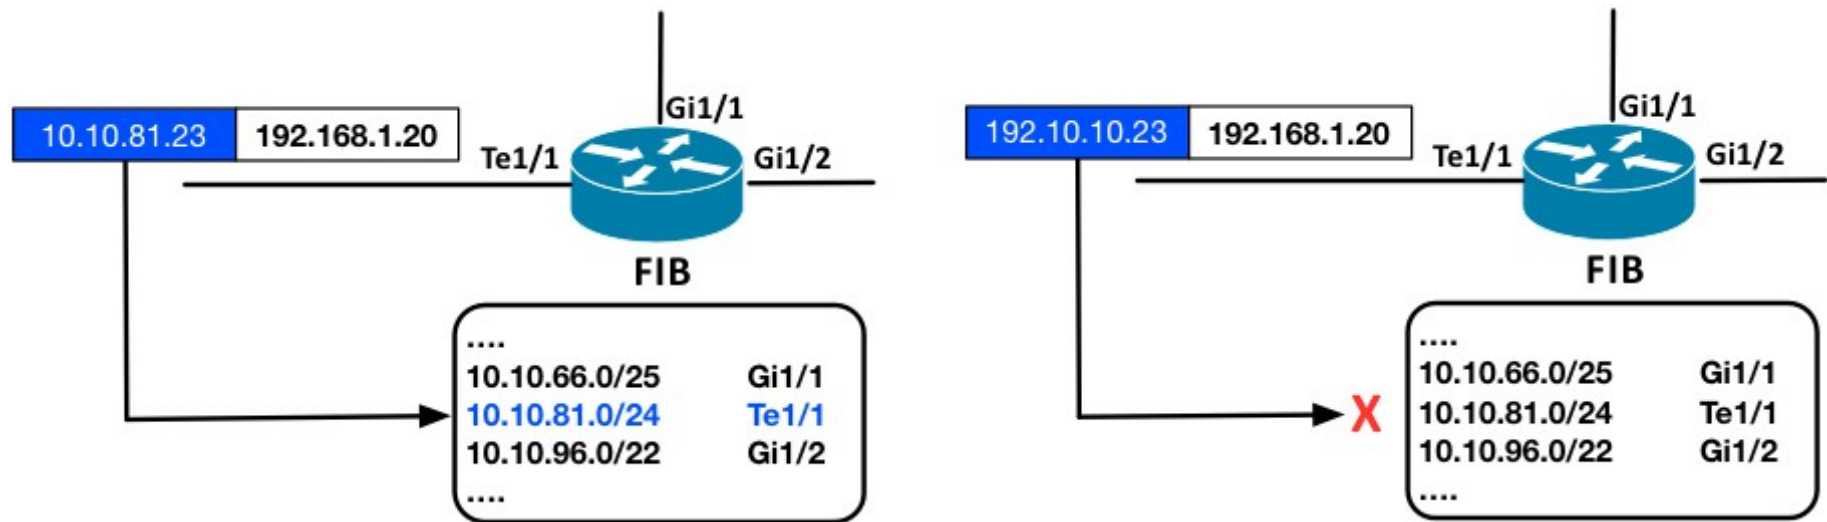 Gi1/1
10.10.81.23 192.168.1.20
Te1/1 Gi1/2
FIB
....
10.10.66.0/25 Gi1/1
10.10.81.0/24 Te1/1
10.10.96.0/22 Gi1/2
....
Gi1/1
192.10.10.23 192.168.1.20
Te1/1 Gi1/2
FIB
....
10.10.66.0/25 Gi1/1
X 10.10.81.0/24 Te1/1
10.10.96.0/22 Gi1/2
....